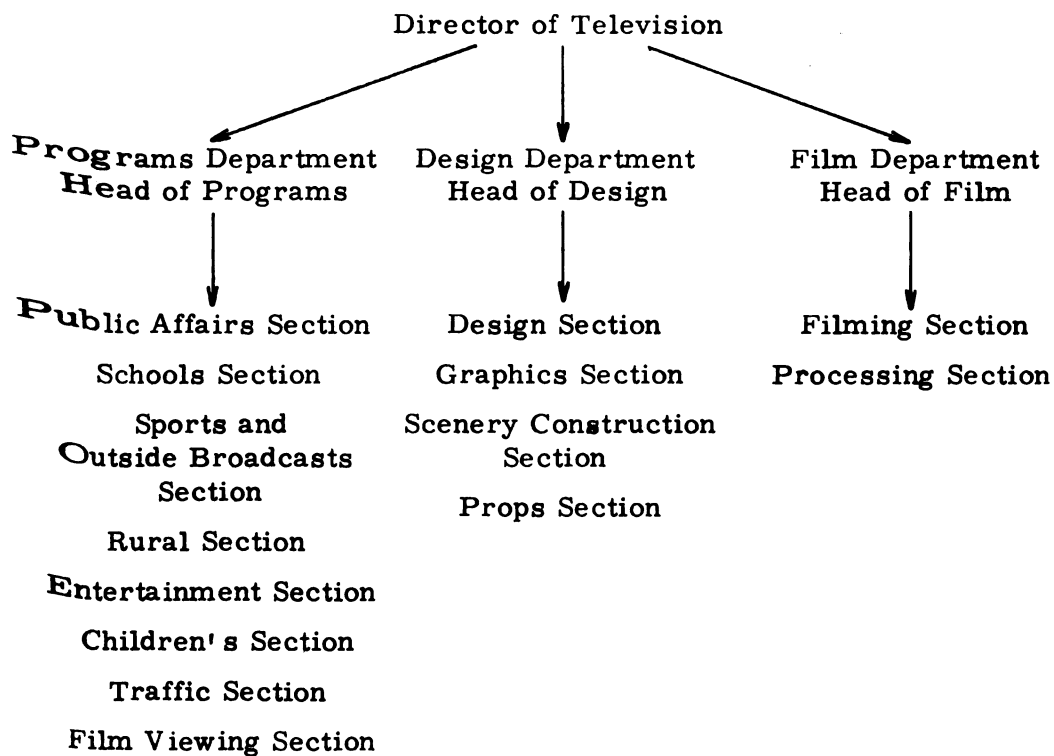 Director of Television
Programs Department
Head of Programs
Design Department
Head of Design
Film Department
Head of Film
Public Affairs Section
Schools Section
Sports and
Outside Broadcasts
Section
Rural Section
Entertainment Section
Children's Section
Traffic Section
Film Viewing Section
Design Section
Graphics Section
Scenery Construction
Section
Props Section
Filming Section
Processing Section